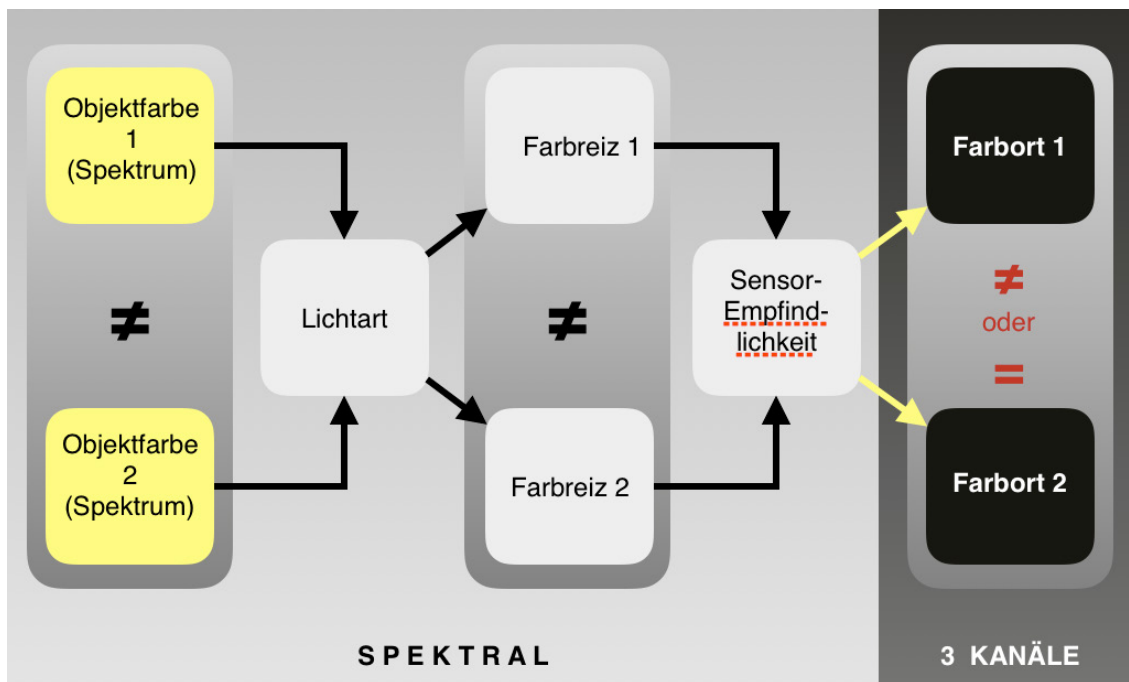 Objektfarbe
1
(Spektrum)
≠
Objektfarbe
2
(Spektrum)
Lichtart
Farbreiz 1
≠
Farbreiz 2
Sensor-
Empfind-
lichkeit
Farbort 1
≠
oder
=
Farbort 2
SPEKTRAL
3 KANÄLE